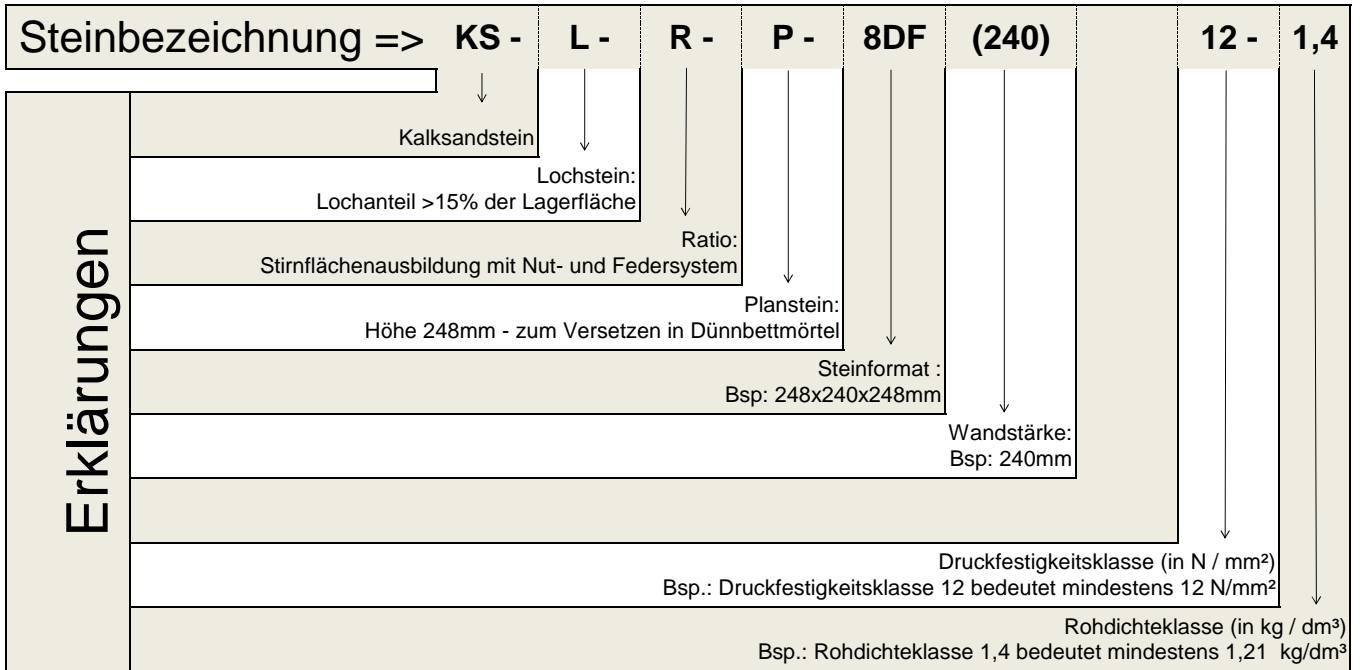 Steinbezeichnung => KS - L - R - P - 8DF (240) 12 - 1,4
Kalksandstein
Lochstein:
Lochanteil >15% der Lagerfläche
Ratio:
Stirnflächenausbildung mit Nut- und Federsystem
Planstein:
Höhe 248mm - zum Versetzen in Dünnbettmörtel
Steinformat :
Bsp: 248x240x248mm
Wandstärke:
Bsp: 240mm
Druckfestigkeitsklasse (in N / mm²)
Bsp.: Druckfestigkeitsklasse 12 bedeutet mindestens 12 N/mm²
Rohdichteklasse (in kg / dm³)
Bsp.: Rohdichteklasse 1,4 bedeutet mindestens 1,21 kg/dm³
Erklärungen